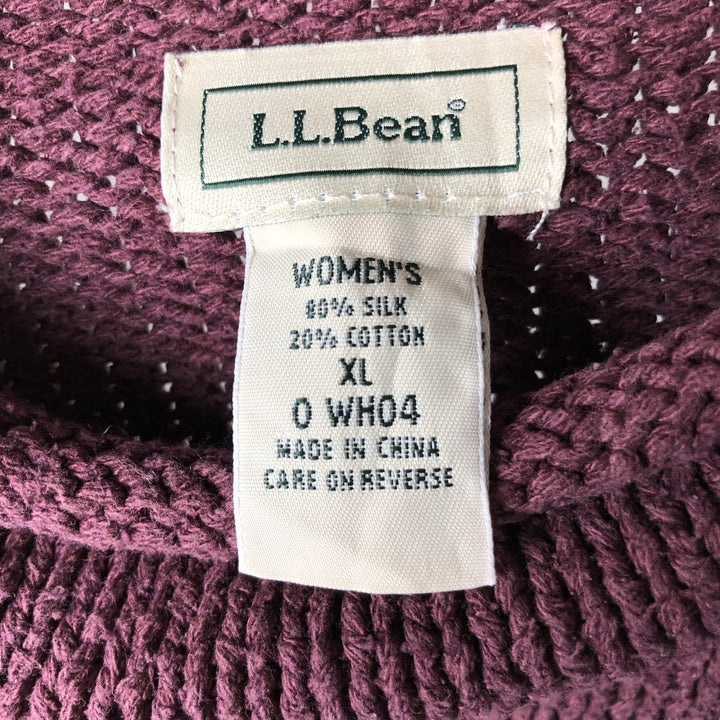 L.L.Bean®
WOMEN'S
80% SILK
20% COTTON
XL
0 WH04
MADE IN CHINA
CARE ON REVERSE